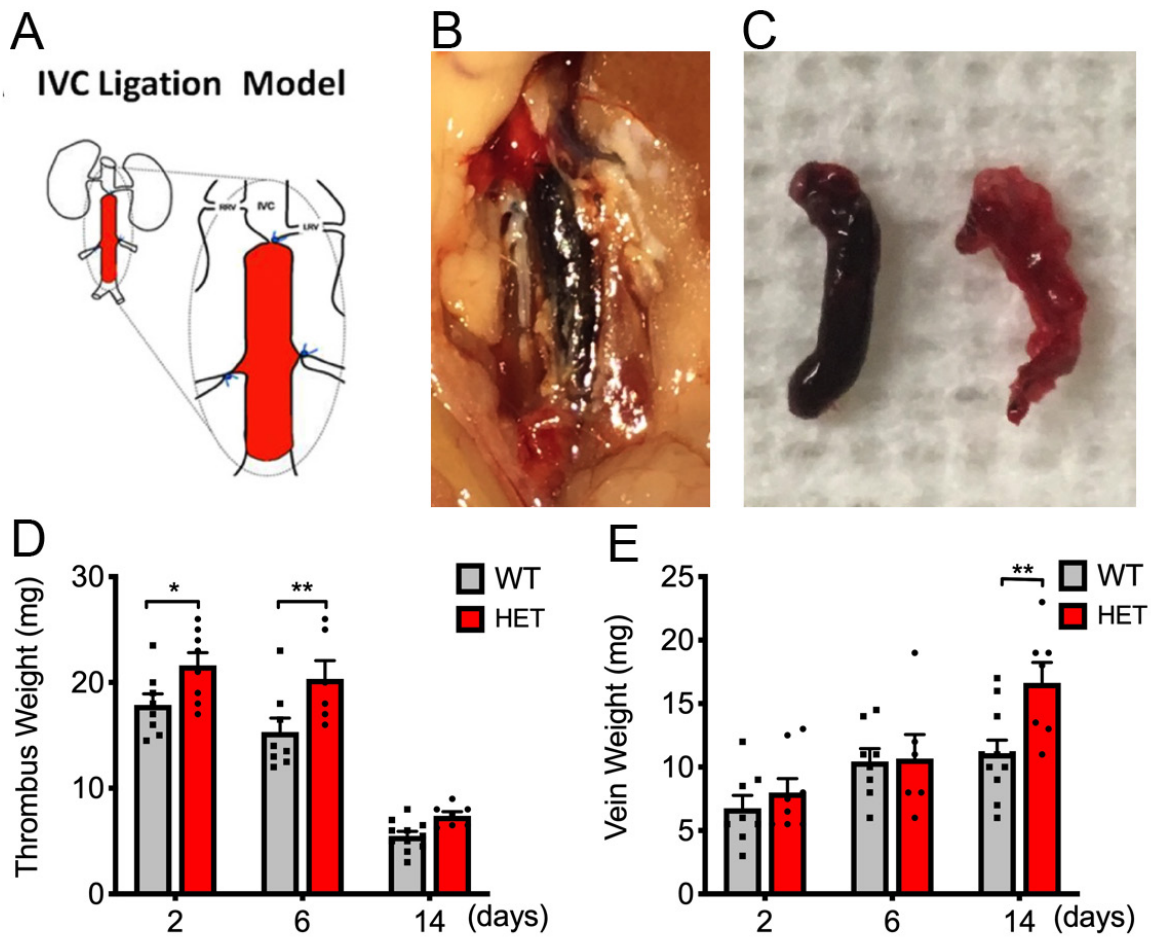 A
B
C
IVC Ligation Model
RRV
IVC
LRV
D
E
Thrombus Weight (mg)
30
20
10
0
*
**
WT
HET
2
6
14
(days)
Vein Weight (mg)
25
20
15
10
5
0
**
WT
HET
2
6
14
(days)